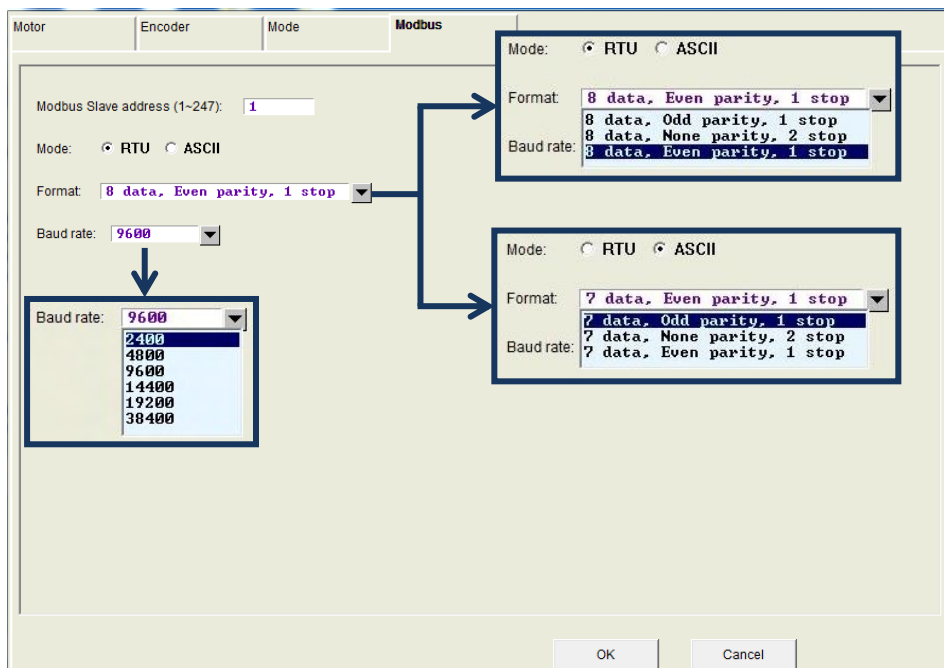 Motor
Encoder
Mode
Modbus
Modbus Slave address (1~247): 1
Mode: RTU ASCII
Format: 8 data, Even parity, 1 stop
Baud rate: 9600
Baud rate: 9600
2400
4800
9600
14400
19200
38400
Mode: RTU ASCII
Format: 8 data, Even parity, 1 stop
8 data, Odd parity, 1 stop
8 data, None parity, 2 stop
Baud rate:
8 data, Even parity, 1 stop
Mode: RTU ASCII
Format: 7 data, Even parity, 1 stop
7 data, Odd parity, 1 stop
7 data, None parity, 2 stop
Baud rate:
7 data, Even parity, 1 stop
OK
Cancel